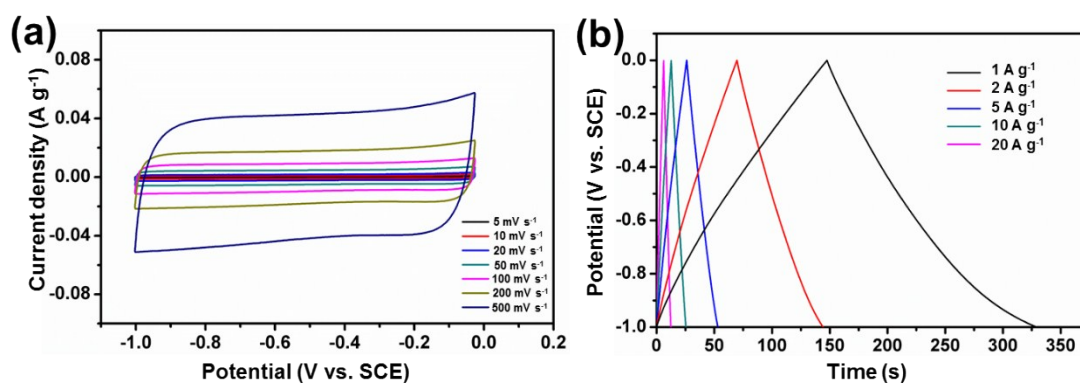 (a)
Current density (A g⁻¹)
0.08
0.04
0.00
-0.04
-0.08
5 mV s⁻¹
10 mV s⁻¹
20 mV s⁻¹
50 mV s⁻¹
100 mV s⁻¹
200 mV s⁻¹
500 mV s⁻¹
-1.0 -0.8 -0.6 -0.4 -0.2 0.0
Potential (V vs. SCE)
(b)
Potential (V vs. SCE)
0.0
-0.2
-0.4
-0.6
-0.8
-1.0
1 A g⁻¹
2 A g⁻¹
5 A g⁻¹
10 A g⁻¹
20 A g⁻¹
0 50 100 150 200 250 300 350
Time (s)